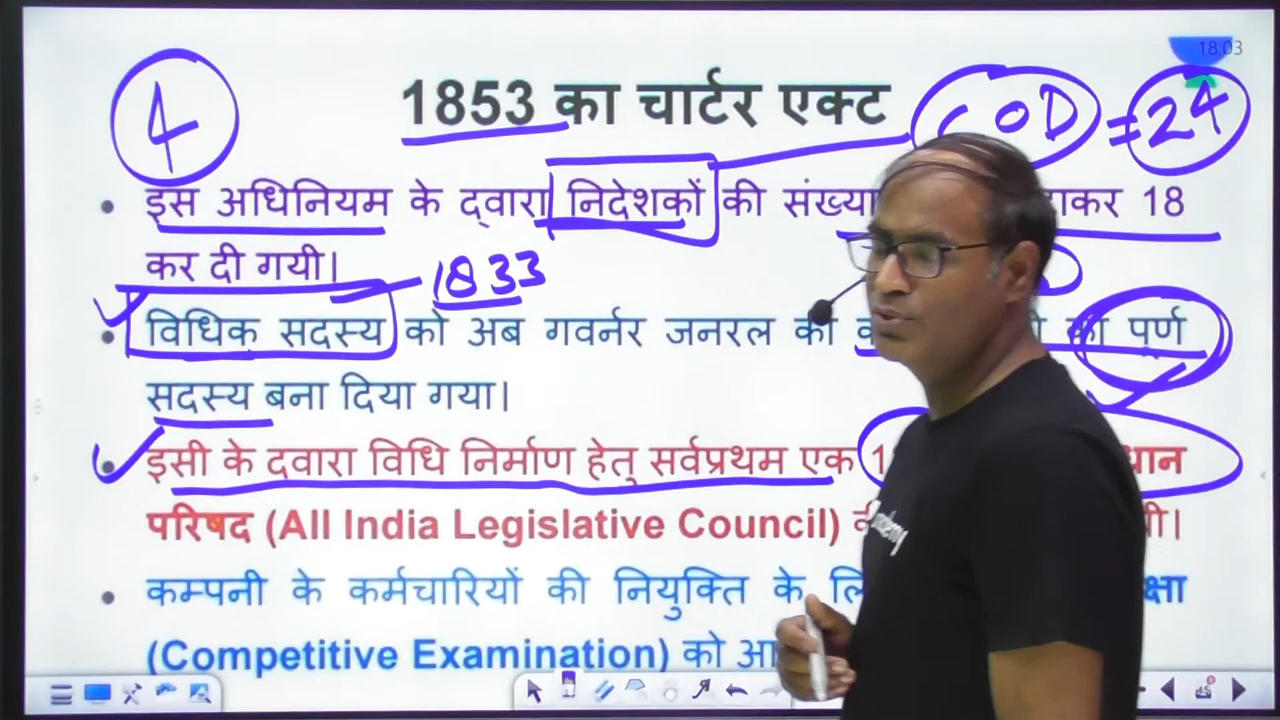 18:03
4
1853 का चार्टर एक्ट
COD = 24
इस अधिनियम के द्वारा निदेशकों की संख्या 18
कर दी गयी।
1833
विधिक सदस्य को अब गवर्नर जनरल की पूर्ण
सदस्य बना दिया गया।
इसी के द्वारा विधि निर्माण हेतु सर्वप्रथम एक
परिषद (All India Legislative Council)
कम्पनी के कर्मचारियों की नियुक्ति के
(Competitive Examination) को